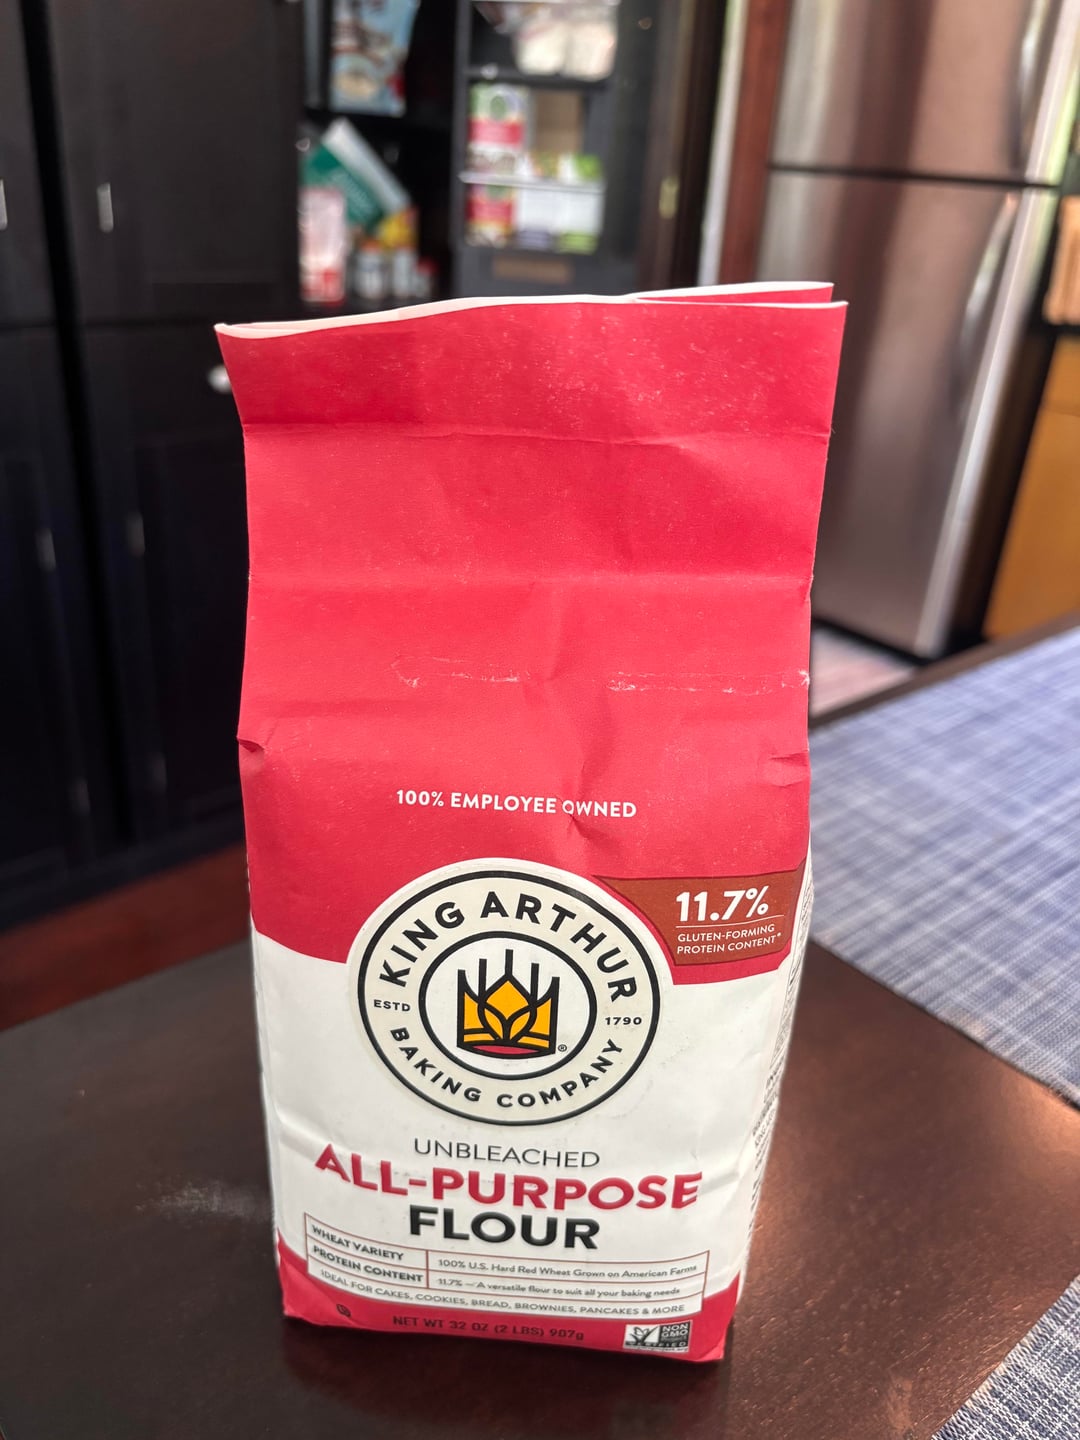 100% EMPLOYEE OWNED
11.7%
GLUTEN-FORMING
PROTEIN CONTENT*
KING ARTHUR
ESTD 1790
BAKING COMPANY
®
UNBLEACHED
ALL-PURPOSE
FLOUR
WHEAT VARIETY 100% U.S. Hard Red Wheat Grown on American Farms
PROTEIN CONTENT 11.7% — A versatile flour to suit all your baking needs
IDEAL FOR CAKES, COOKIES, BREAD, BROWNIES, PANCAKES & MORE
NET WT 32 OZ (2 LBS) 907g
NON
GMO
VERIFIED